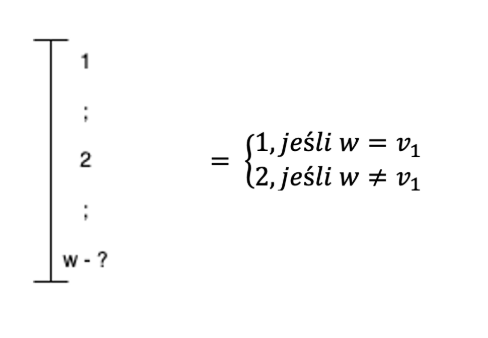 1
;
2
;
w - ?
= {1, jeśli w = v₁
2, jeśli w ≠ v₁